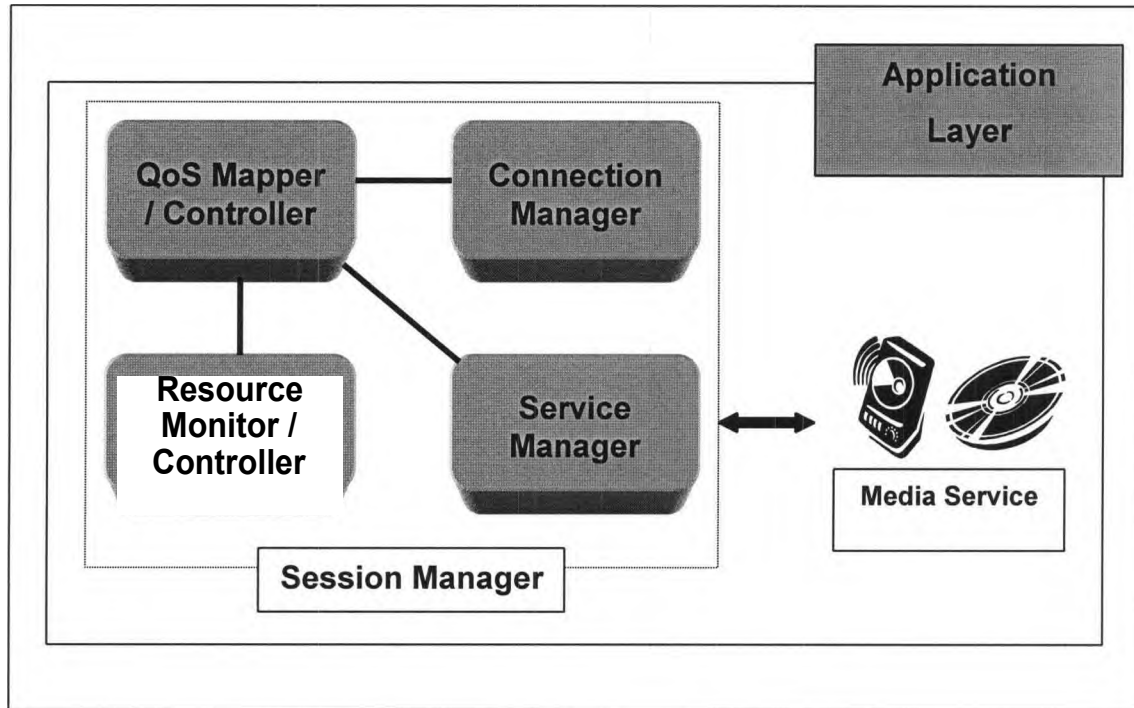 Application
Layer
QoS Mapper
/ Controller
Connection
Manager
Resource
Monitor /
Controller
Service
Manager
Media Service
Session Manager